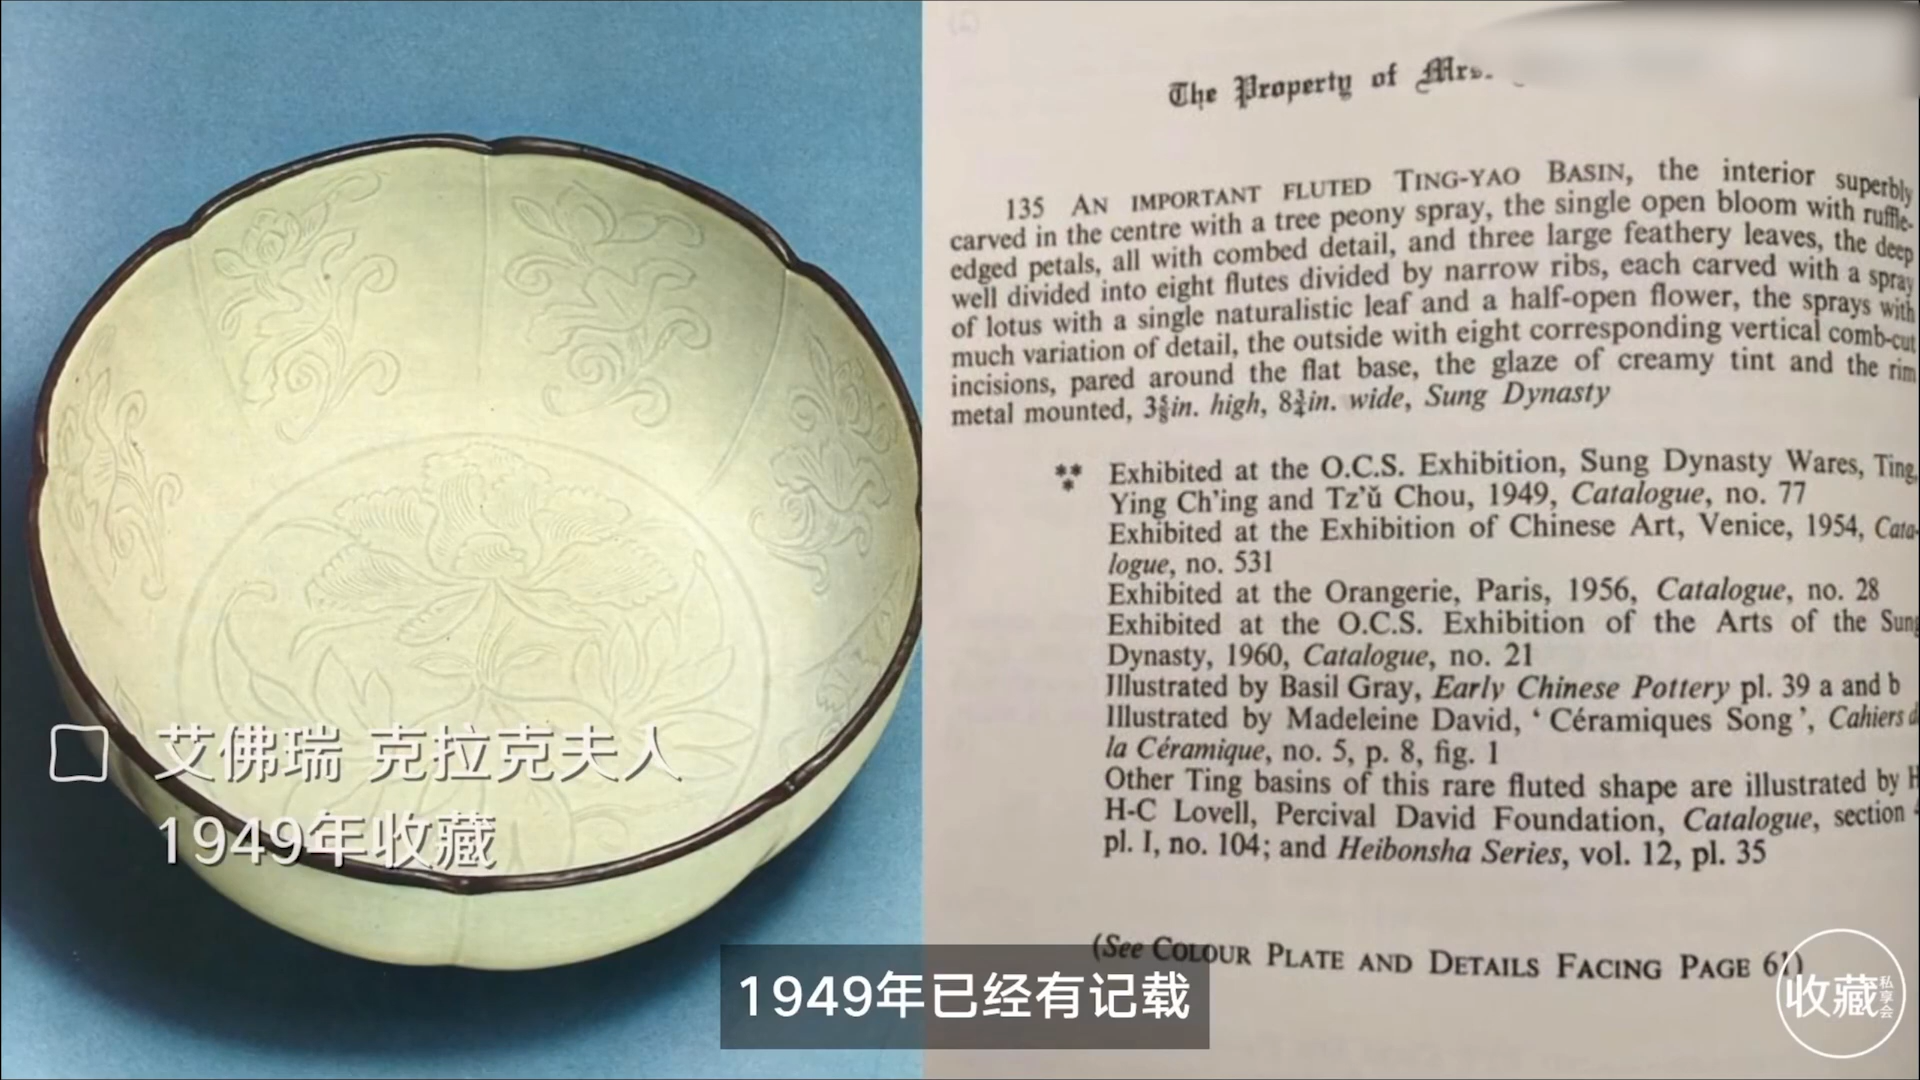 The Property of Mrs.
135 AN IMPORTANT FLUTED TING-YAO BASIN, the interior superbly
carved in the centre with a tree peony spray, the single open bloom with ruffle-
edged petals, all with combed detail, and three large feathery leaves, the deep
well divided into eight flutes divided by narrow ribs, each carved with a spray
of lotus with a single naturalistic leaf and a half-open flower, the sprays with
much variation of detail, the outside with eight corresponding vertical comb-cut
incisions, pared around the flat base, the glaze of creamy tint and the rim
metal mounted, 3⅝in. high, 8¾in. wide, Sung Dynasty
*** Exhibited at the O.C.S. Exhibition, Sung Dynasty Wares, Ting,
Ying Ch'ing and Tz'ŭ Chou, 1949, Catalogue, no. 77
Exhibited at the Exhibition of Chinese Art, Venice, 1954, Cata-
logue, no. 531
Exhibited at the Orangerie, Paris, 1956, Catalogue, no. 28
Exhibited at the O.C.S. Exhibition of the Arts of the Sung
Dynasty, 1960, Catalogue, no. 21
Illustrated by Basil Gray, Early Chinese Pottery pl. 39 a and b
Illustrated by Madeleine David, ‘Céramiques Song’, Cahiers d
la Céramique, no. 5, p. 8, fig. 1
Other Ting basins of this rare fluted shape are illustrated by H
H-C Lovell, Percival David Foundation, Catalogue, section
pl. I, no. 104; and Heibonsha Series, vol. 12, pl. 35
(See COLOUR PLATE AND DETAILS FACING PAGE
艾佛瑞 克拉克夫人
1949年收藏
1949年已经有记载
收藏私享会